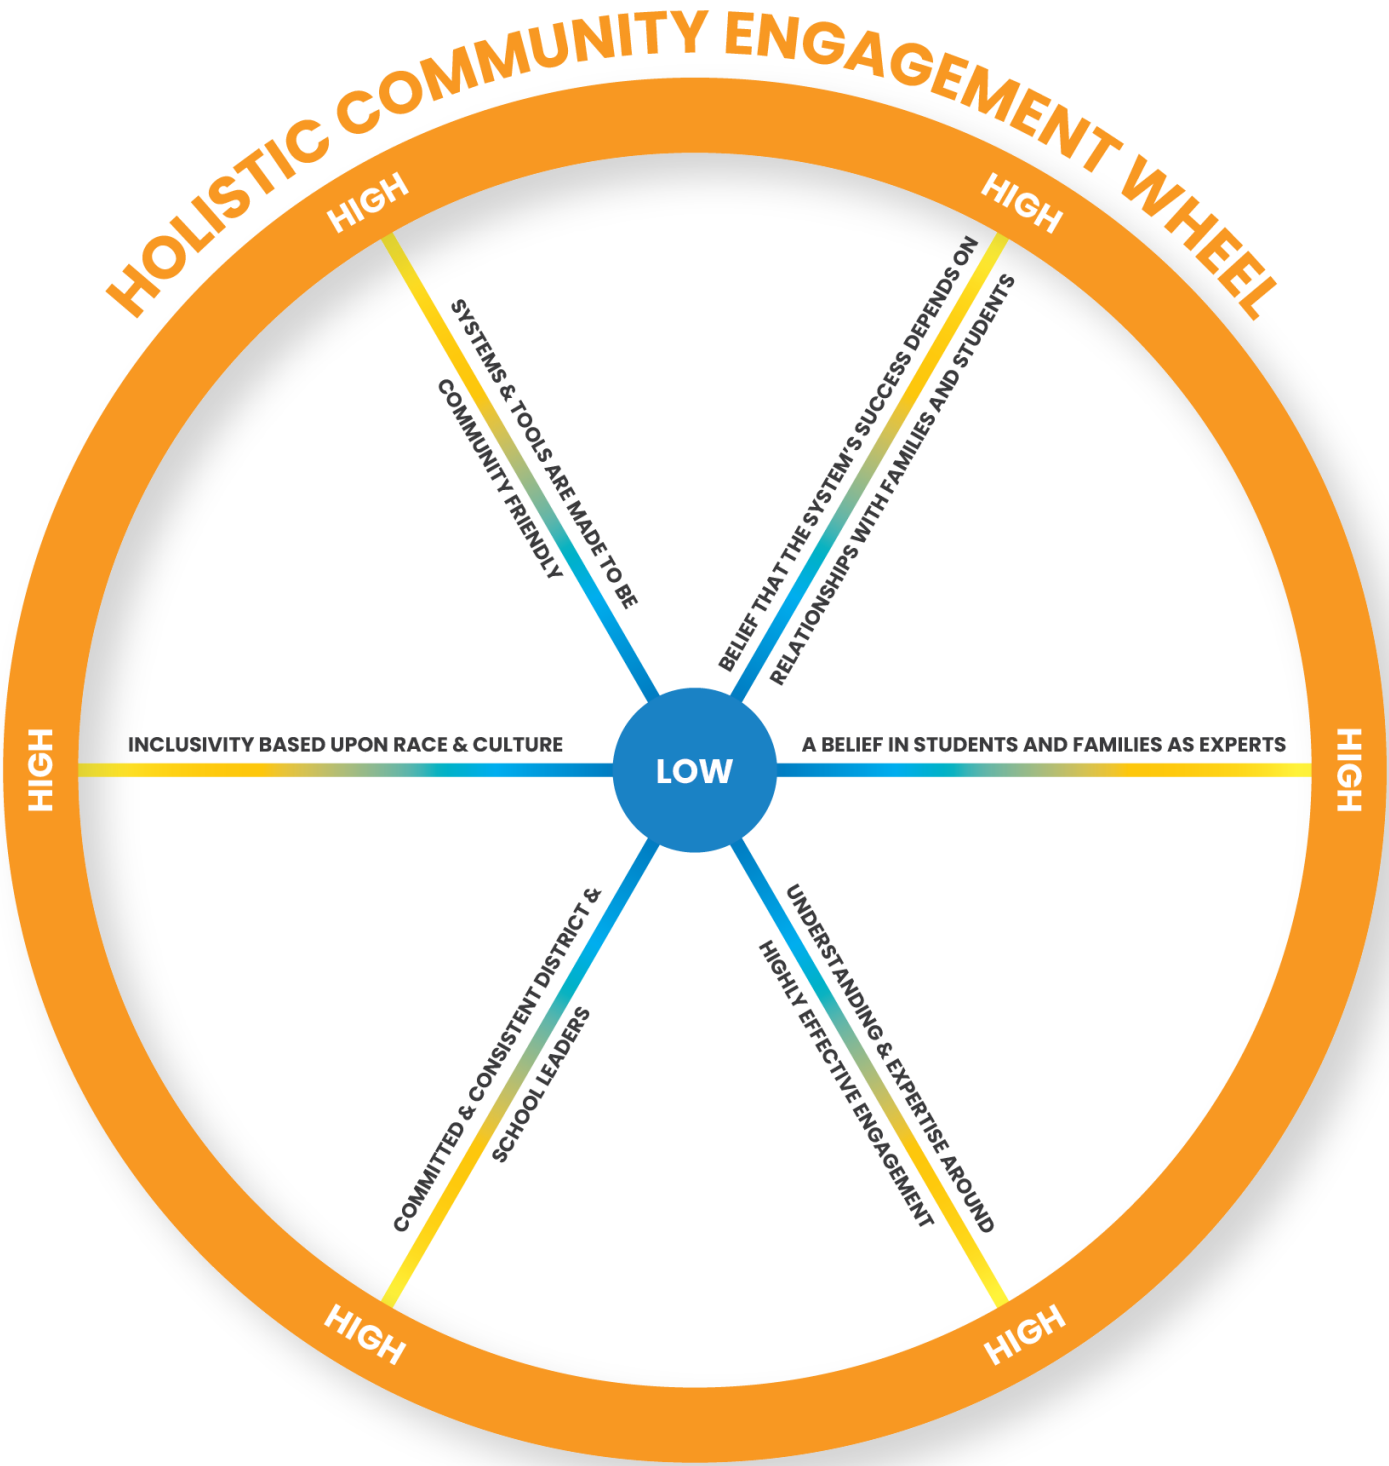 HOLISTIC COMMUNITY ENGAGEMENT WHEEL
HIGH
HIGH
SYSTEMS & TOOLS ARE MADE TO BE
COMMUNITY FRIENDLY
BELIEF THAT THE SYSTEM'S SUCCESS DEPENDS ON
RELATIONSHIPS WITH FAMILIES AND STUDENTS
HIGH
INCLUSIVITY BASED UPON RACE & CULTURE
LOW
A BELIEF IN STUDENTS AND FAMILIES AS EXPERTS
HIGH
COMMITTED & CONSISTENT DISTRICT &
SCHOOL LEADERS
UNDERSTANDING & EXPERTISE AROUND
HIGHLY EFFECTIVE ENGAGEMENT
HIGH
HIGH